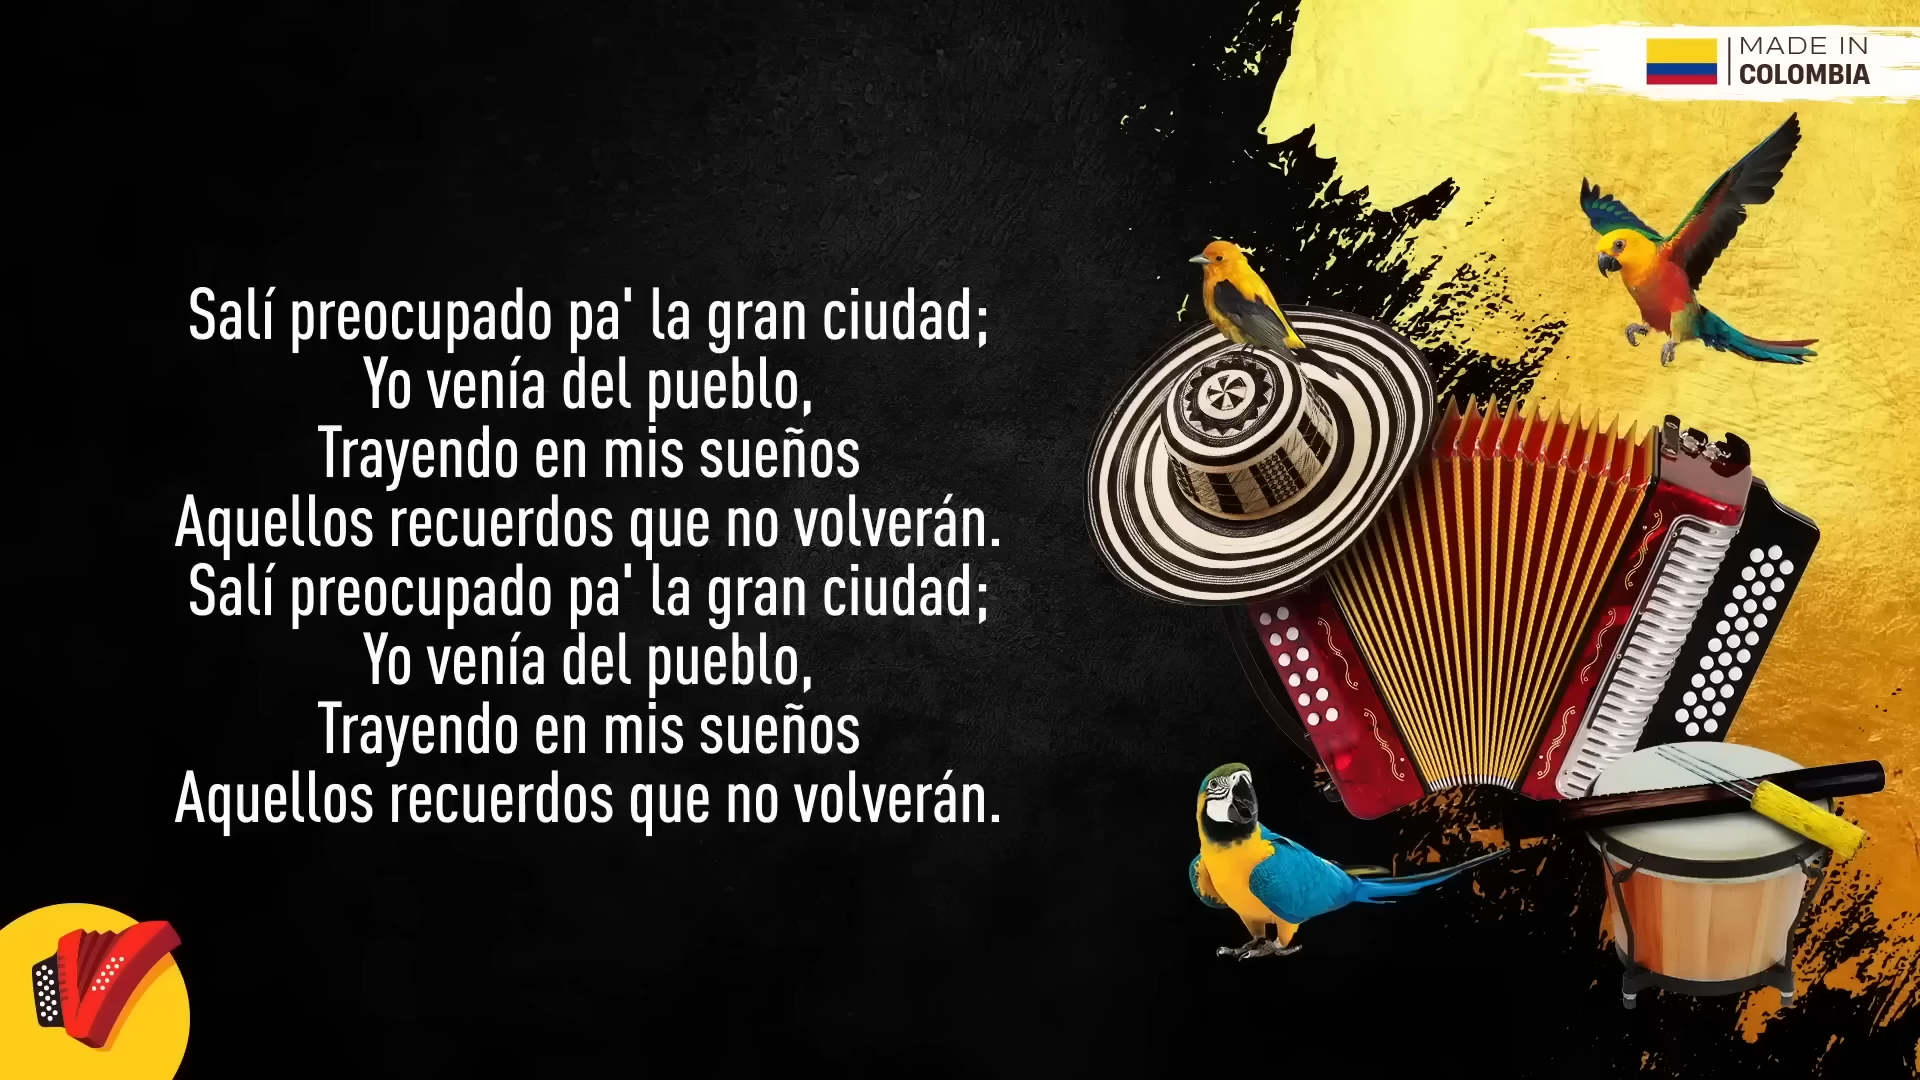 MADE IN
COLOMBIA
Salí preocupado pa' la gran ciudad;
Yo venía del pueblo,
Trayendo en mis sueños
Aquellos recuerdos que no volverán.
Salí preocupado pa' la gran ciudad;
Yo venía del pueblo,
Trayendo en mis sueños
Aquellos recuerdos que no volverán.